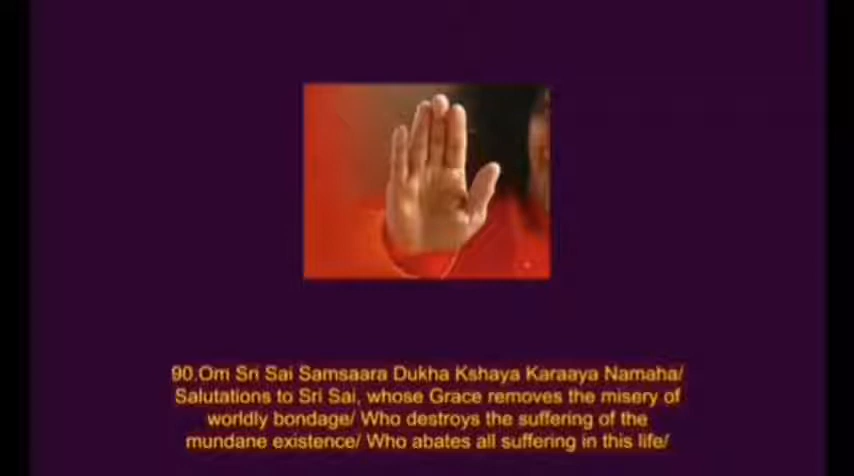 90.Om Sri Sai Samsaara Dukha Kshaya Karaaya Namaha/
Salutations to Sri Sai, whose Grace removes the misery of
worldly bondage/ Who destroys the suffering of the
mundane existence/ Who abates all suffering in this life/